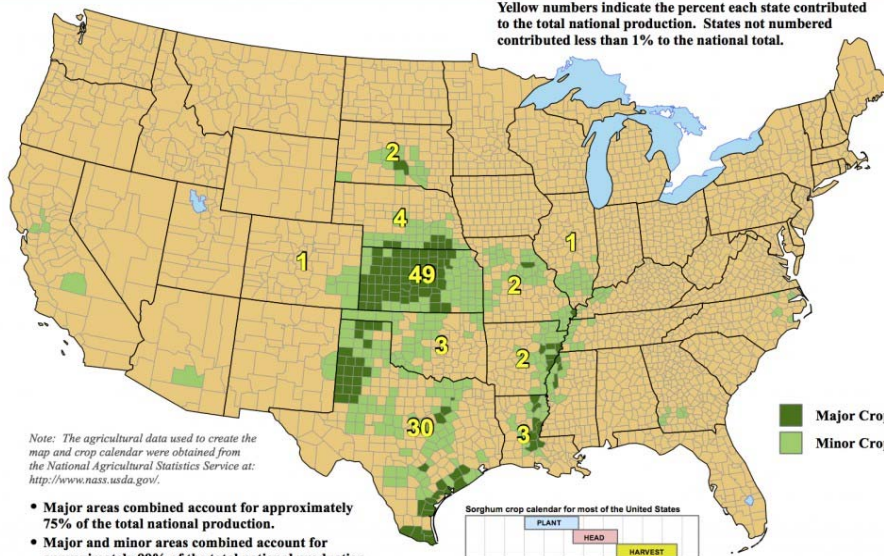 Yellow numbers indicate the percent each state contributed
to the total national production. States not numbered
contributed less than 1% to the national total.
2
4
1
49
2
1
3
2
30
3
Major Cro
Minor Cro
Note: The agricultural data used to create the
map and crop calendar were obtained from
the National Agricultural Statistics Service at:
http://www.nass.usda.gov/.
• Major areas combined account for approximately
75% of the total national production.
• Major and minor areas combined account for
Sorghum crop calendar for most of the United States
PLANT
HEAD
HARVEST